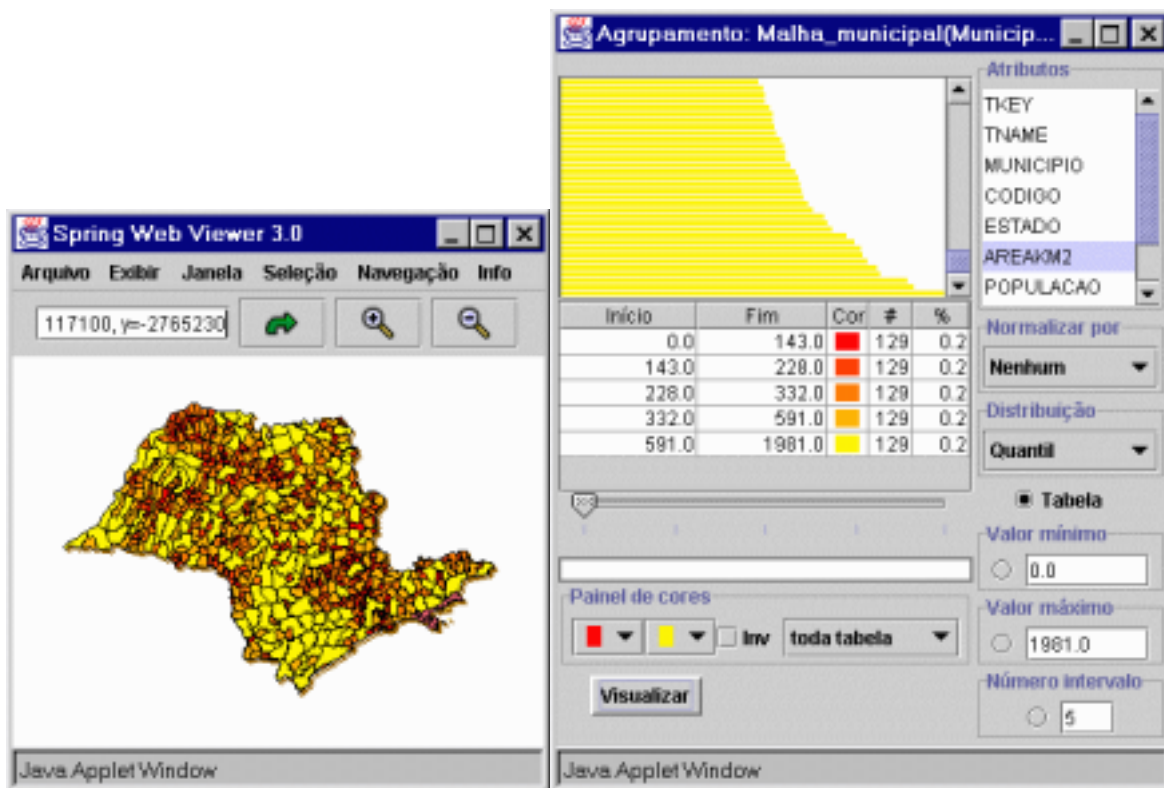 Spring Web Viewer 3.0
Arquivo Exibir Janela Seleção Navegação Info
117100, y=-2765230
Java Applet Window
Agrupamento: Malha_municipal(Municip...
Atributos
TKEY
TNAME
MUNICIPIO
CODIGO
ESTADO
AREAKM2
POPULACAO
Início Fim Cor # %
0.0 143.0 129 0.2
143.0 228.0 129 0.2
228.0 332.0 129 0.2
332.0 591.0 129 0.2
591.0 1981.0 129 0.2
Normalizar por
Nenhum
Distribuição
Quantil
Tabela
Valor mínimo
0.0
Valor máximo
1981.0
Número intervalo
5
Painel de cores
Inv toda tabela
Visualizar
Java Applet Window